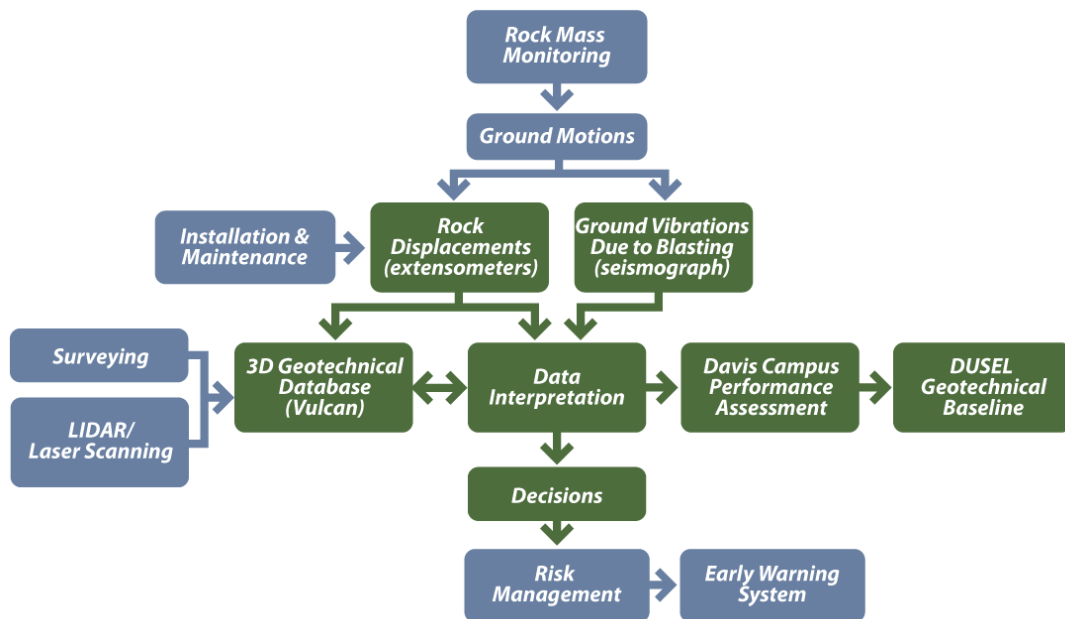 Rock Mass
Monitoring
Ground Motions
Installation &
Maintenance
Rock
Displacements
(extensometers)
Ground Vibrations
Due to Blasting
(seismograph)
Surveying
LIDAR/
Laser Scanning
3D Geotechnical
Database
(Vulcan)
Data
Interpretation
Davis Campus
Performance
Assessment
DUSEL
Geotechnical
Baseline
Decisions
Risk
Management
Early Warning
System